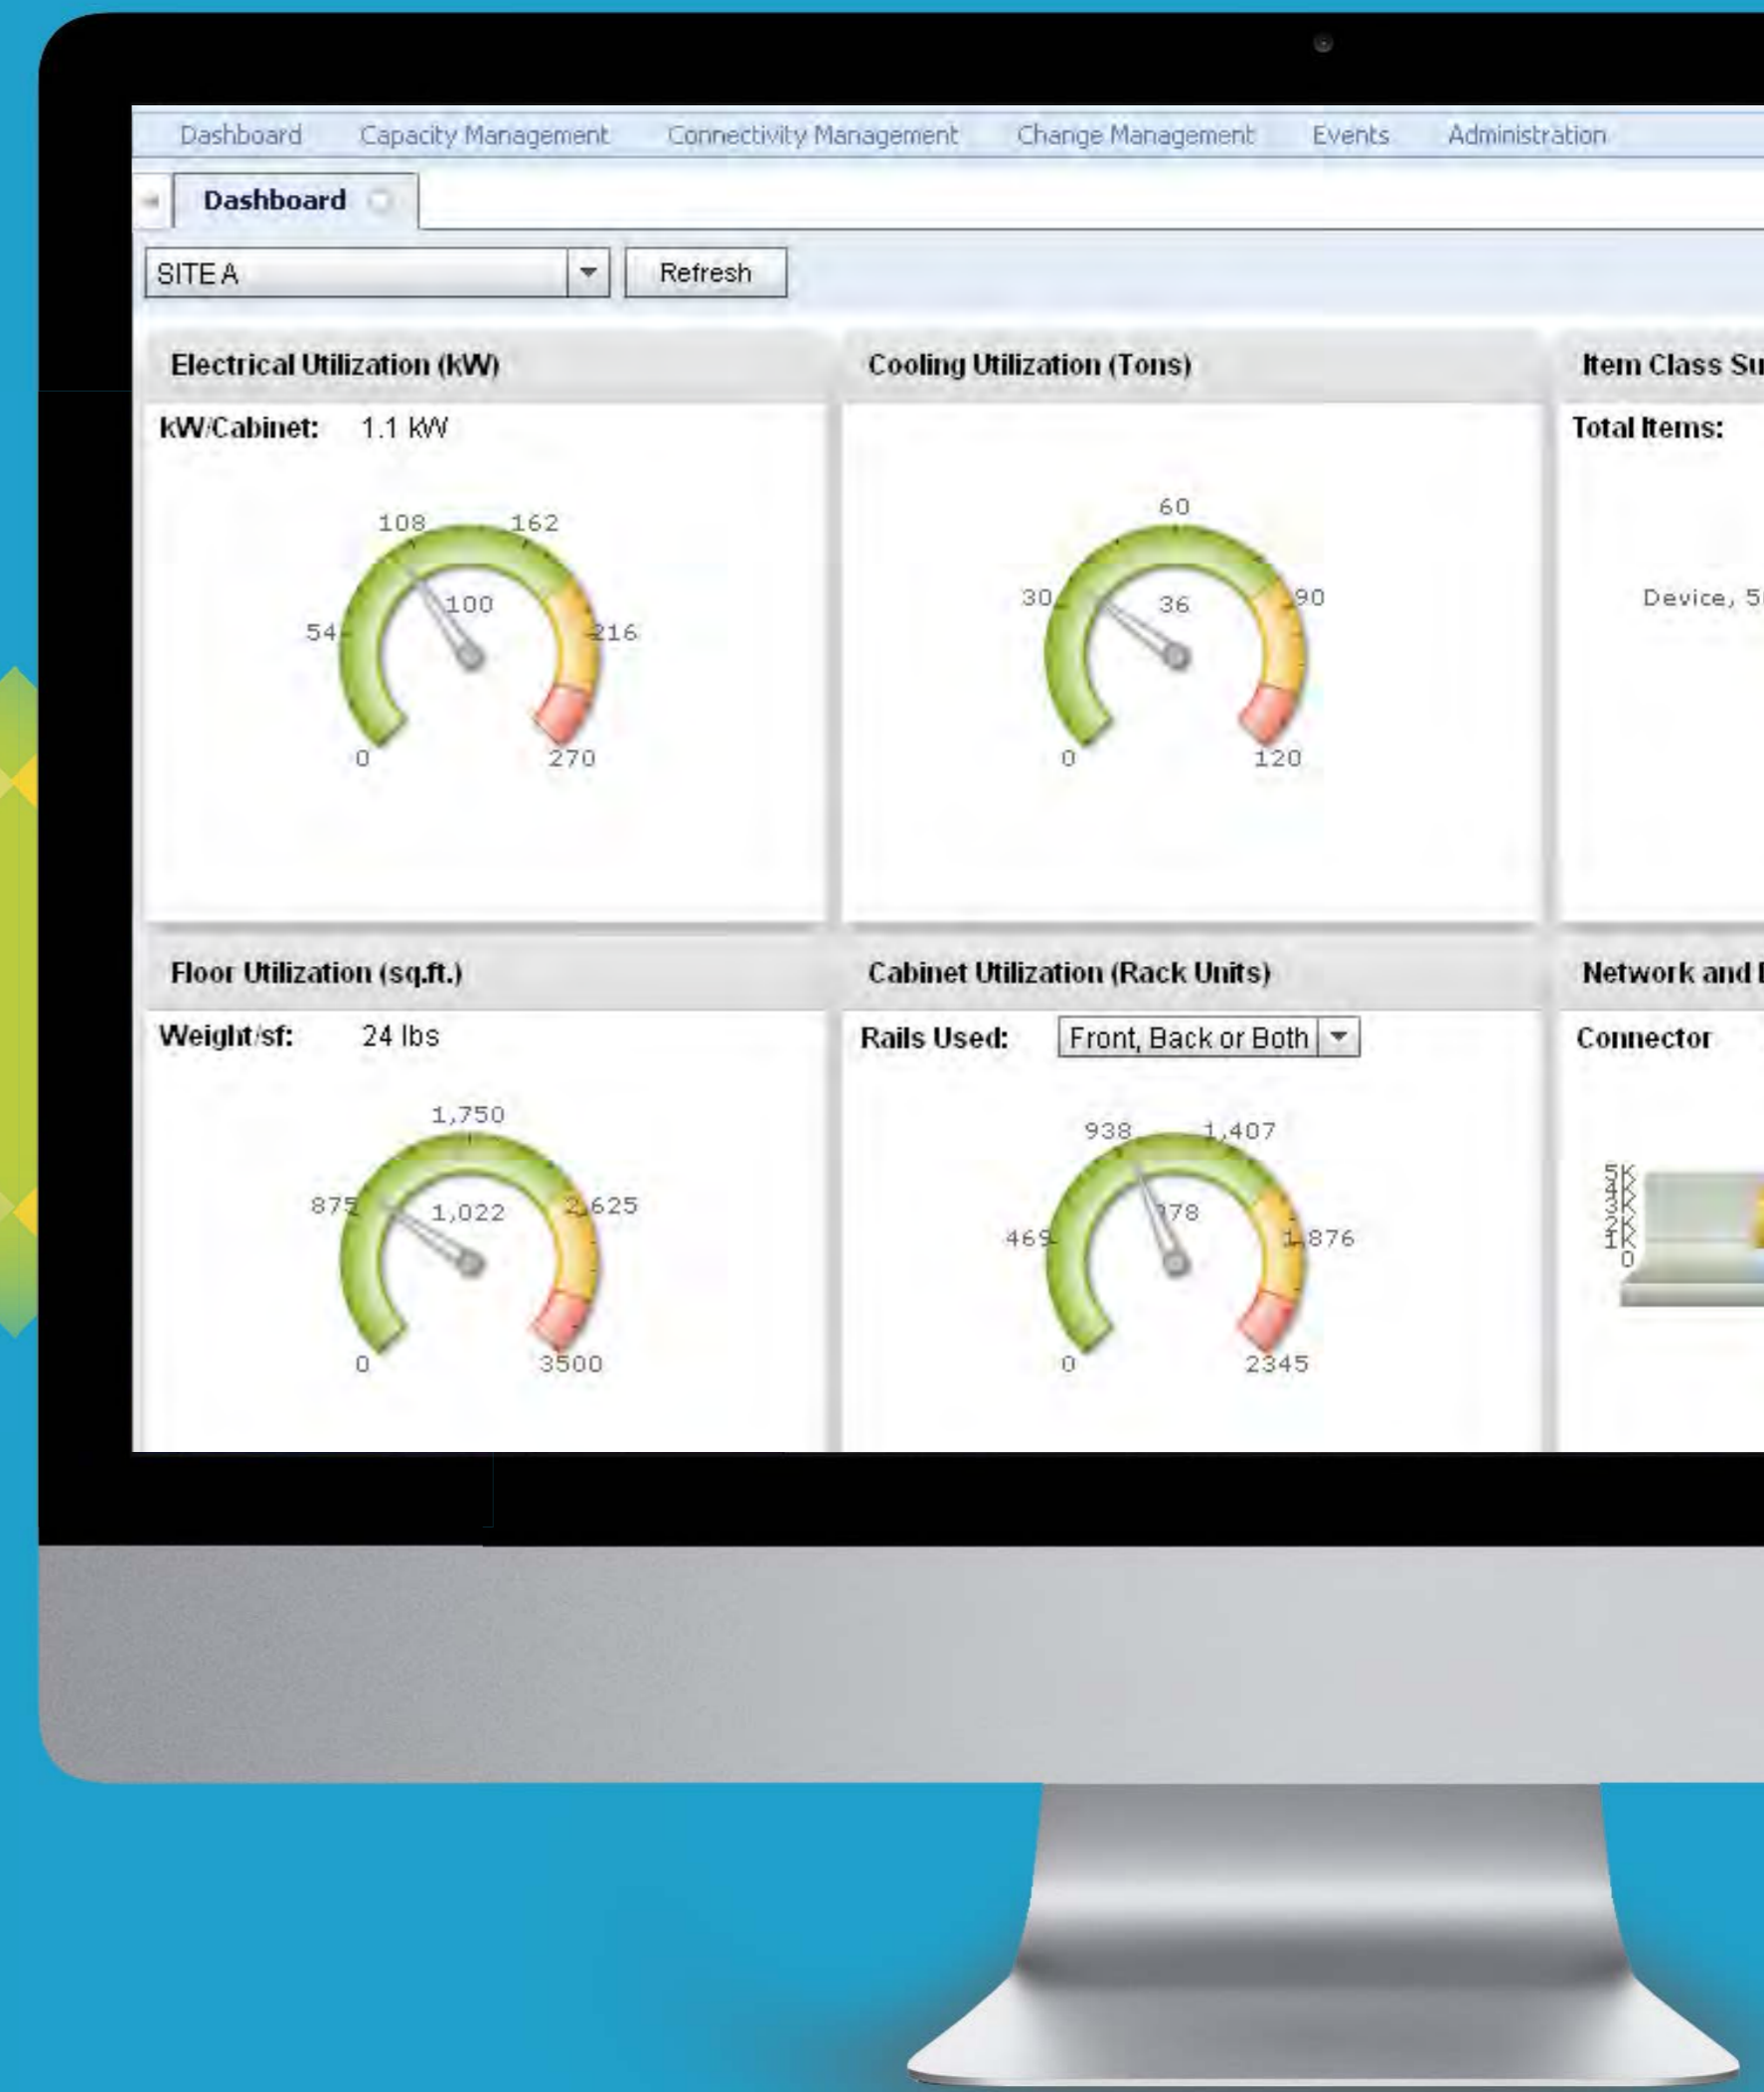 Dashboard Capacity Management Connectivity Management Change Management Events Administration
Dashboard
SITE A Refresh
Electrical Utilization (kW)
kW/Cabinet: 1.1 kW
108 162
100
54 216
0 270
Cooling Utilization (Tons)
60
30 36 90
0 120
Item Class
Total Items:
Device,
Floor Utilization (sq.ft.)
Weight/sf: 24 lbs
1,750
875 1,022 2,625
0 3500
Cabinet Utilization (Rack Units)
Rails Used: Front, Back or Both
938 1,407
469 1,876
0 2345
Network and
Connector
5K
4K
3K
2K
1K
0